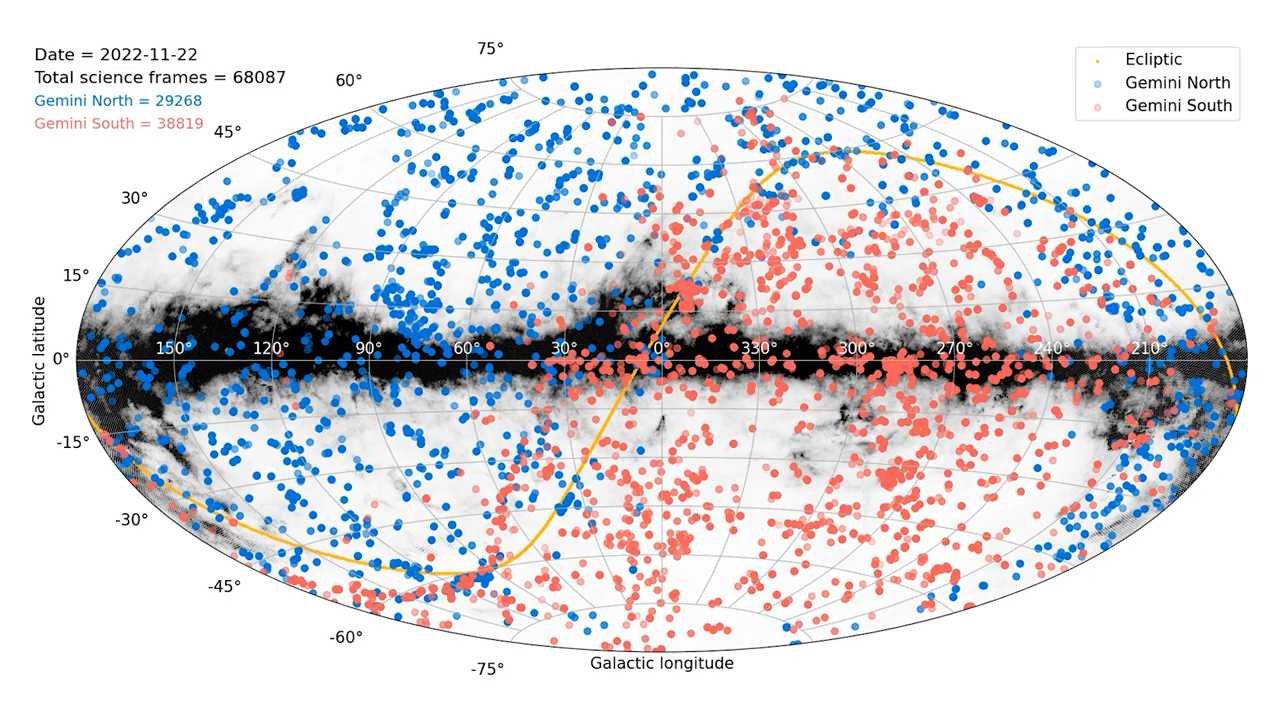 Date = 2022-11-22
Total science frames = 68087
Gemini North = 29268
Gemini South = 38819
Ecliptic
Gemini North
Gemini South
75°
60°
45°
30°
15°
0°
-15°
-30°
-45°
-60°
-75°
150° 120° 90° 60° 30° 0° 330° 300° 270° 240° 210°
Galactic latitude
Galactic longitude